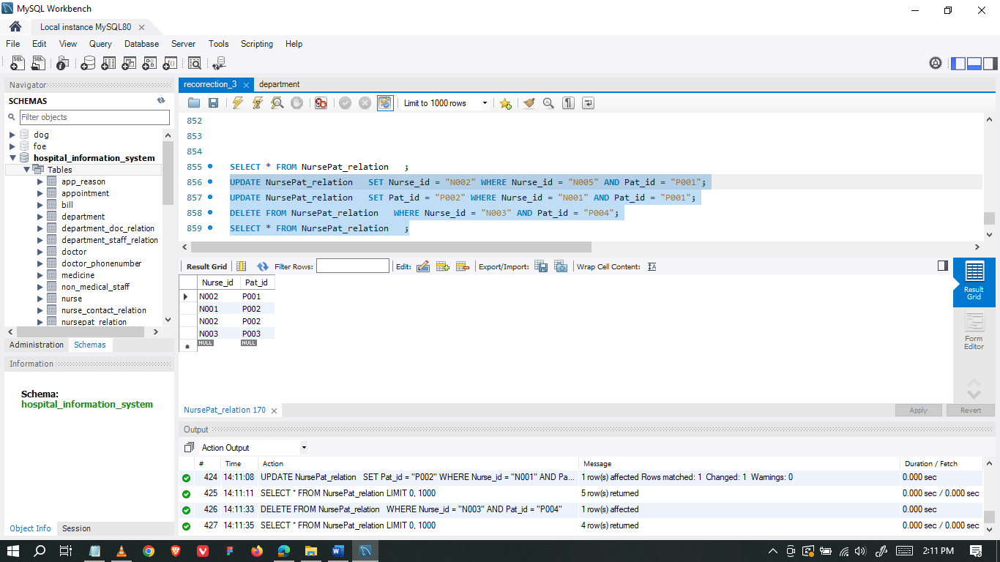 MySQL Workbench
Local instance MySQL80
File Edit View Query Database Server Tools Scripting Help
Navigator
SCHEMAS
Filter objects
dog
foe
hospital_information_system
Tables
app_reason
appointment
bill
department
department_doc_relation
department_staff_relation
doctor
doctor_phonenumber
medicine
non_medical_staff
nurse
nurse_contact_relation
nursepat_relation
Administration Schemas
Information
Schema:
hospital_information_system
Object Info Session
recorrection_3 department
Limit to 1000 rows
852
853
854
855 SELECT * FROM NursePat_relation ;
856 UPDATE NursePat_relation SET Nurse_id = "N002" WHERE Nurse_id = "N005" AND Pat_id = "P001";
857 UPDATE NursePat_relation SET Pat_id = "P002" WHERE Nurse_id = "N001" AND Pat_id = "P001";
858 DELETE FROM NursePat_relation WHERE Nurse_id = "N003" AND Pat_id = "P004";
859 SELECT * FROM NursePat_relation ;
Result Grid Filter Rows: Edit: Export/Import: Wrap Cell Content:
Nurse_id Pat_id
N002 P001
N001 P002
N002 P002
N003 P003
NULL NULL
Result
Grid
Form
Editor
NursePat_relation 170 Apply Revert
Output
Action Output
# Time Action Message Duration / Fetch
424 14:11:08 UPDATE NursePat_relation SET Pat_id = "P002" WHERE Nurse_id = "N001" AND Pa... 1 row(s) affected Rows matched: 1 Changed: 1 Warnings: 0 0.000 sec
425 14:11:11 SELECT * FROM NursePat_relation LIMIT 0, 1000 5 row(s) returned 0.000 sec / 0.000 sec
426 14:11:33 DELETE FROM NursePat_relation WHERE Nurse_id = "N003" AND Pat_id = "P004" 1 row(s) affected 0.000 sec
427 14:11:35 SELECT * FROM NursePat_relation LIMIT 0, 1000 4 row(s) returned 0.000 sec / 0.000 sec
2:11 PM